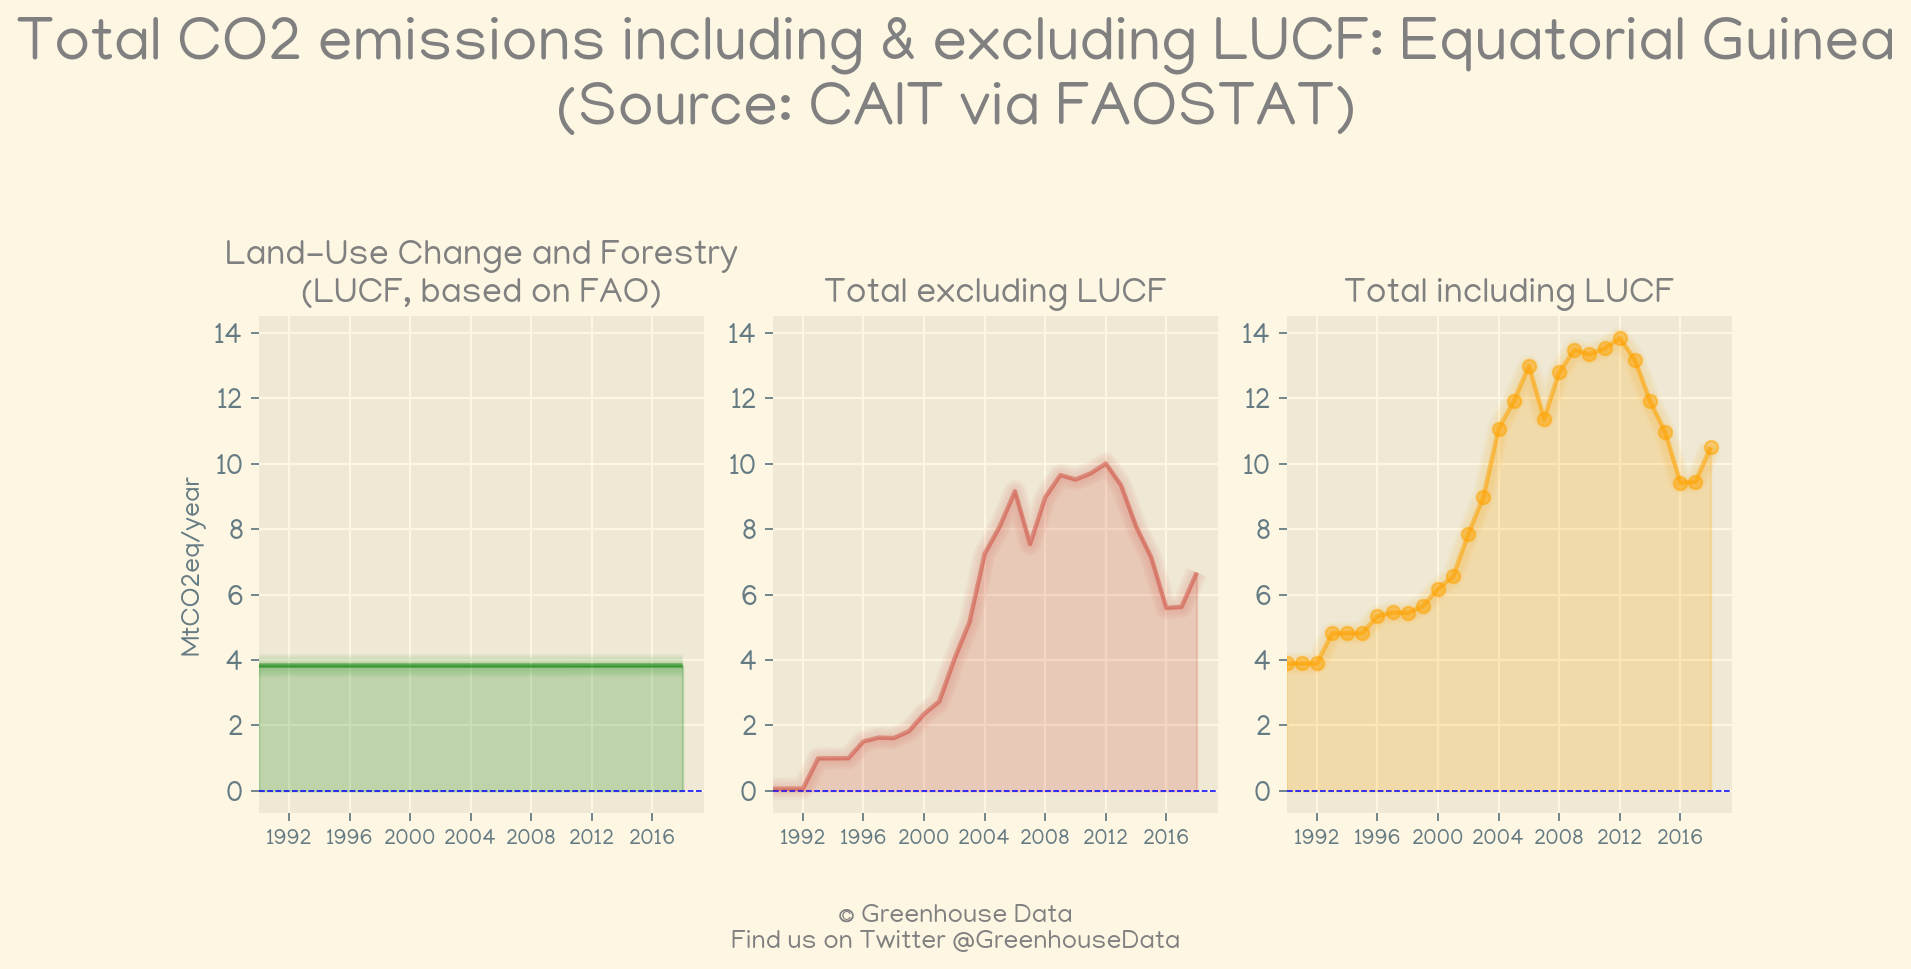 Total CO2 emissions including & excluding LUCF: Equatorial Guinea
(Source: CAIT via FAOSTAT)
Land-Use Change and Forestry
(LUCF, based on FAO)
Total excluding LUCF
Total including LUCF
MtCO2eq/year
14
12
10
8
6
4
2
0
1992 1996 2000 2004 2008 2012 2016
14
12
10
8
6
4
2
0
1992 1996 2000 2004 2008 2012 2016
14
12
10
8
6
4
2
0
1992 1996 2000 2004 2008 2012 2016
© Greenhouse Data
Find us on Twitter @GreenhouseData